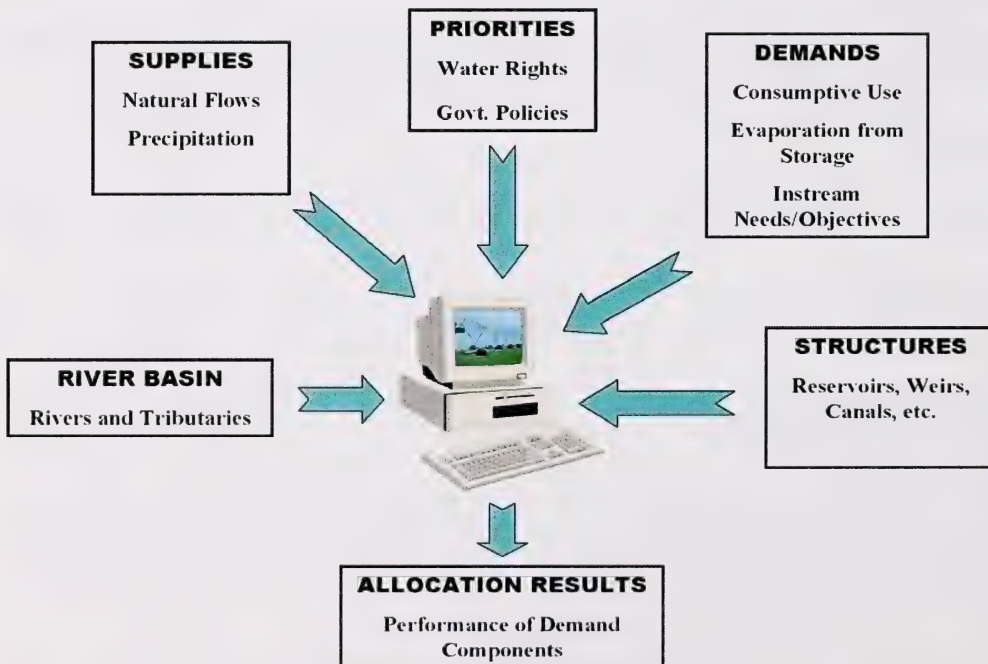 SUPPLIES
Natural Flows
Precipitation
PRIORITIES
Water Rights
Govt. Policies
DEMANDS
Consumptive Use
Evaporation from
Storage
Instream
Needs/Objectives
RIVER BASIN
Rivers and Tributaries
STRUCTURES
Reservoirs, Weirs,
Canals, etc.
ALLOCATION RESULTS
Performance of Demand
Components